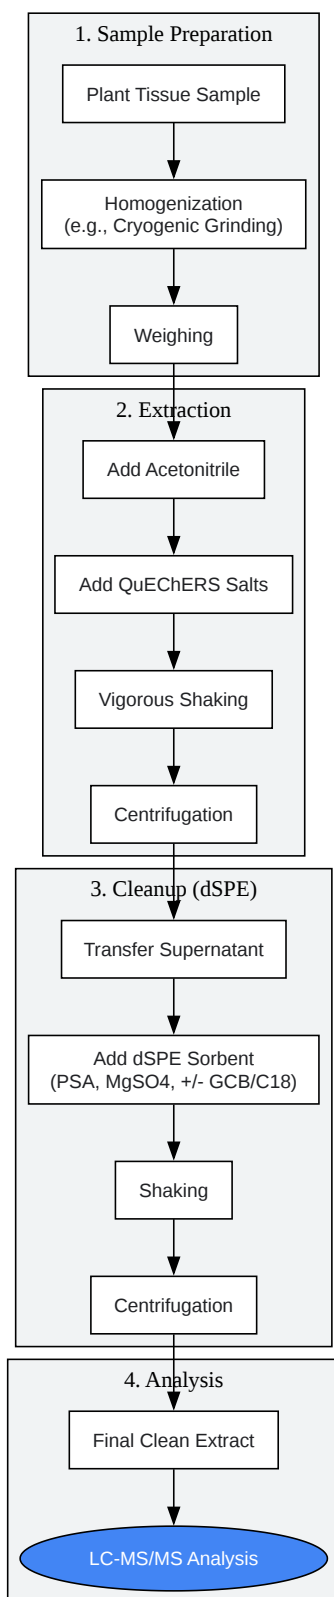 1. Sample Preparation
Plant Tissue Sample
Homogenization
(e.g., Cryogenic Grinding)
Weighing
2. Extraction
Add Acetonitrile
Add QuEChERS Salts
Vigorous Shaking
Centrifugation
3. Cleanup (dSPE)
Transfer Supernatant
Add dSPE Sorbent
(PSA, MgSO4, +/- GCB/C18)
Shaking
Centrifugation
4. Analysis
Final Clean Extract
LC-MS/MS Analysis